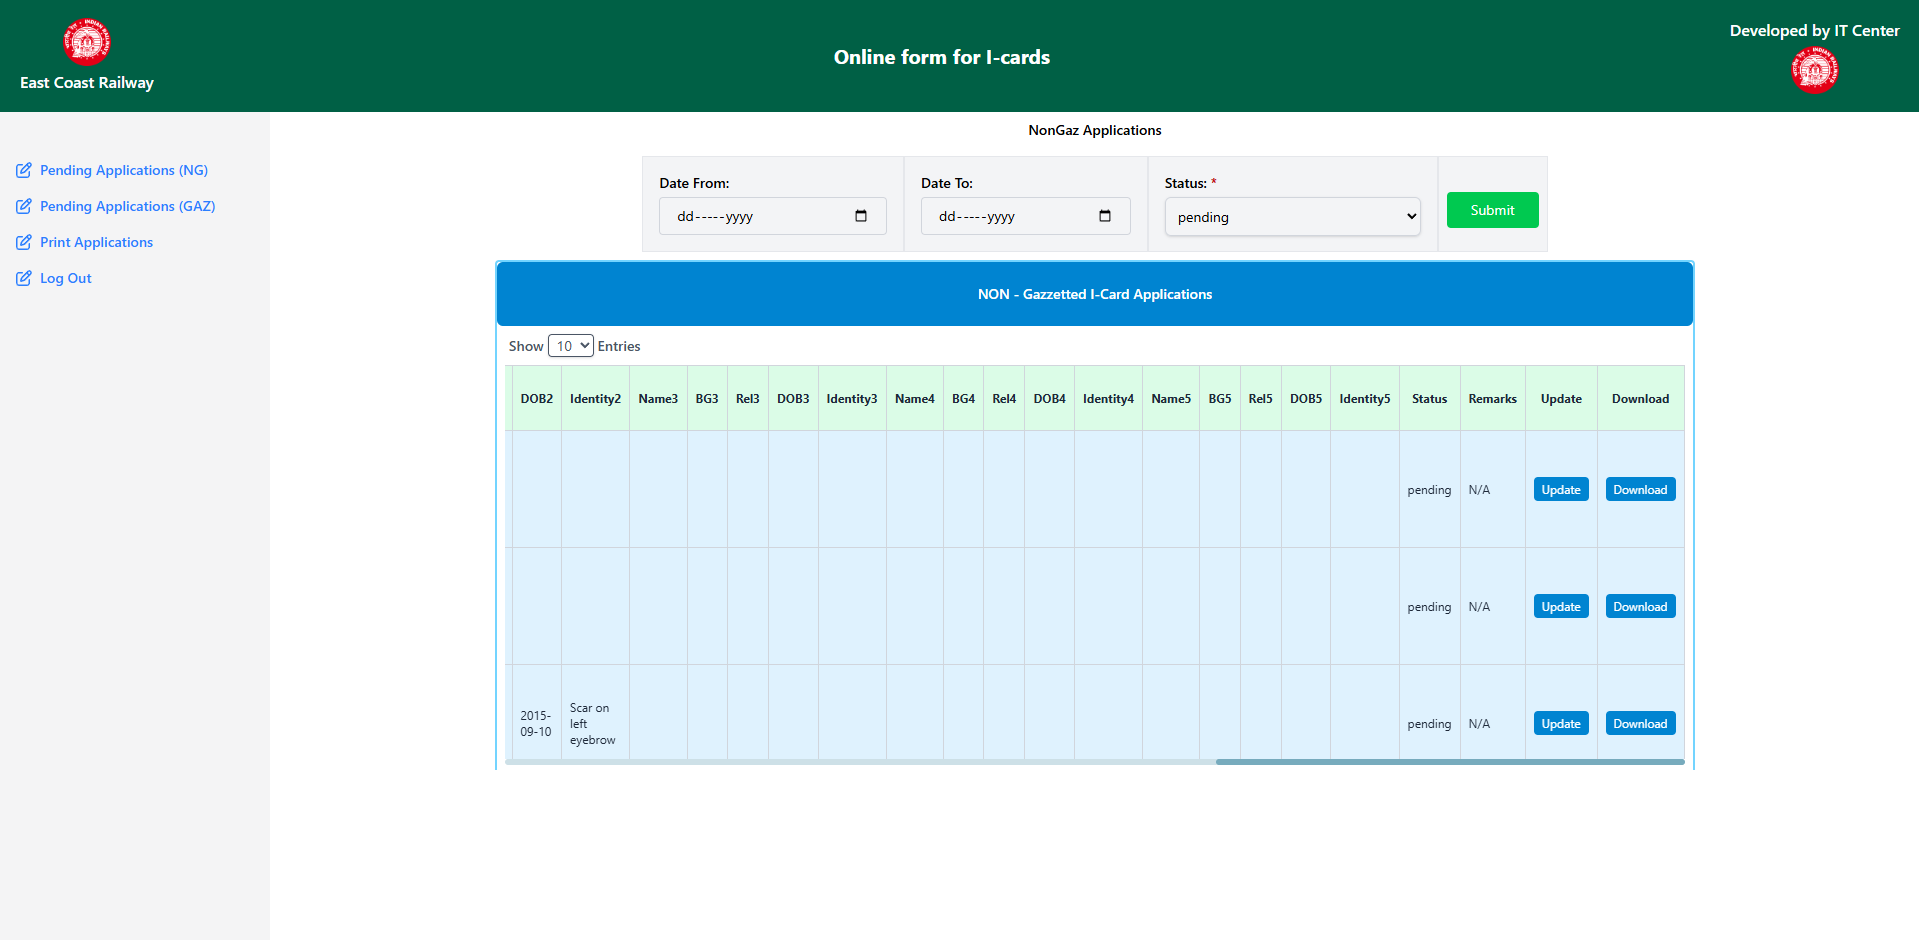 East Coast Railway
Online form for I-cards
Developed by IT Center
Pending Applications (NG)
Pending Applications (GAZ)
Print Applications
Log Out
NonGaz Applications
Date From: Date To: Status: *
dd-----yyyy dd-----yyyy pending Submit
NON - Gazzetted I-Card Applications
Show 10 Entries
DOB2 Identity2 Name3 BG3 Rel3 DOB3 Identity3 Name4 BG4 Rel4 DOB4 Identity4 Name5 BG5 Rel5 DOB5 Identity5 Status Remarks Update Download
pending N/A Update Download
pending N/A Update Download
2015-
09-10
Scar on
left
eyebrow
pending N/A Update Download